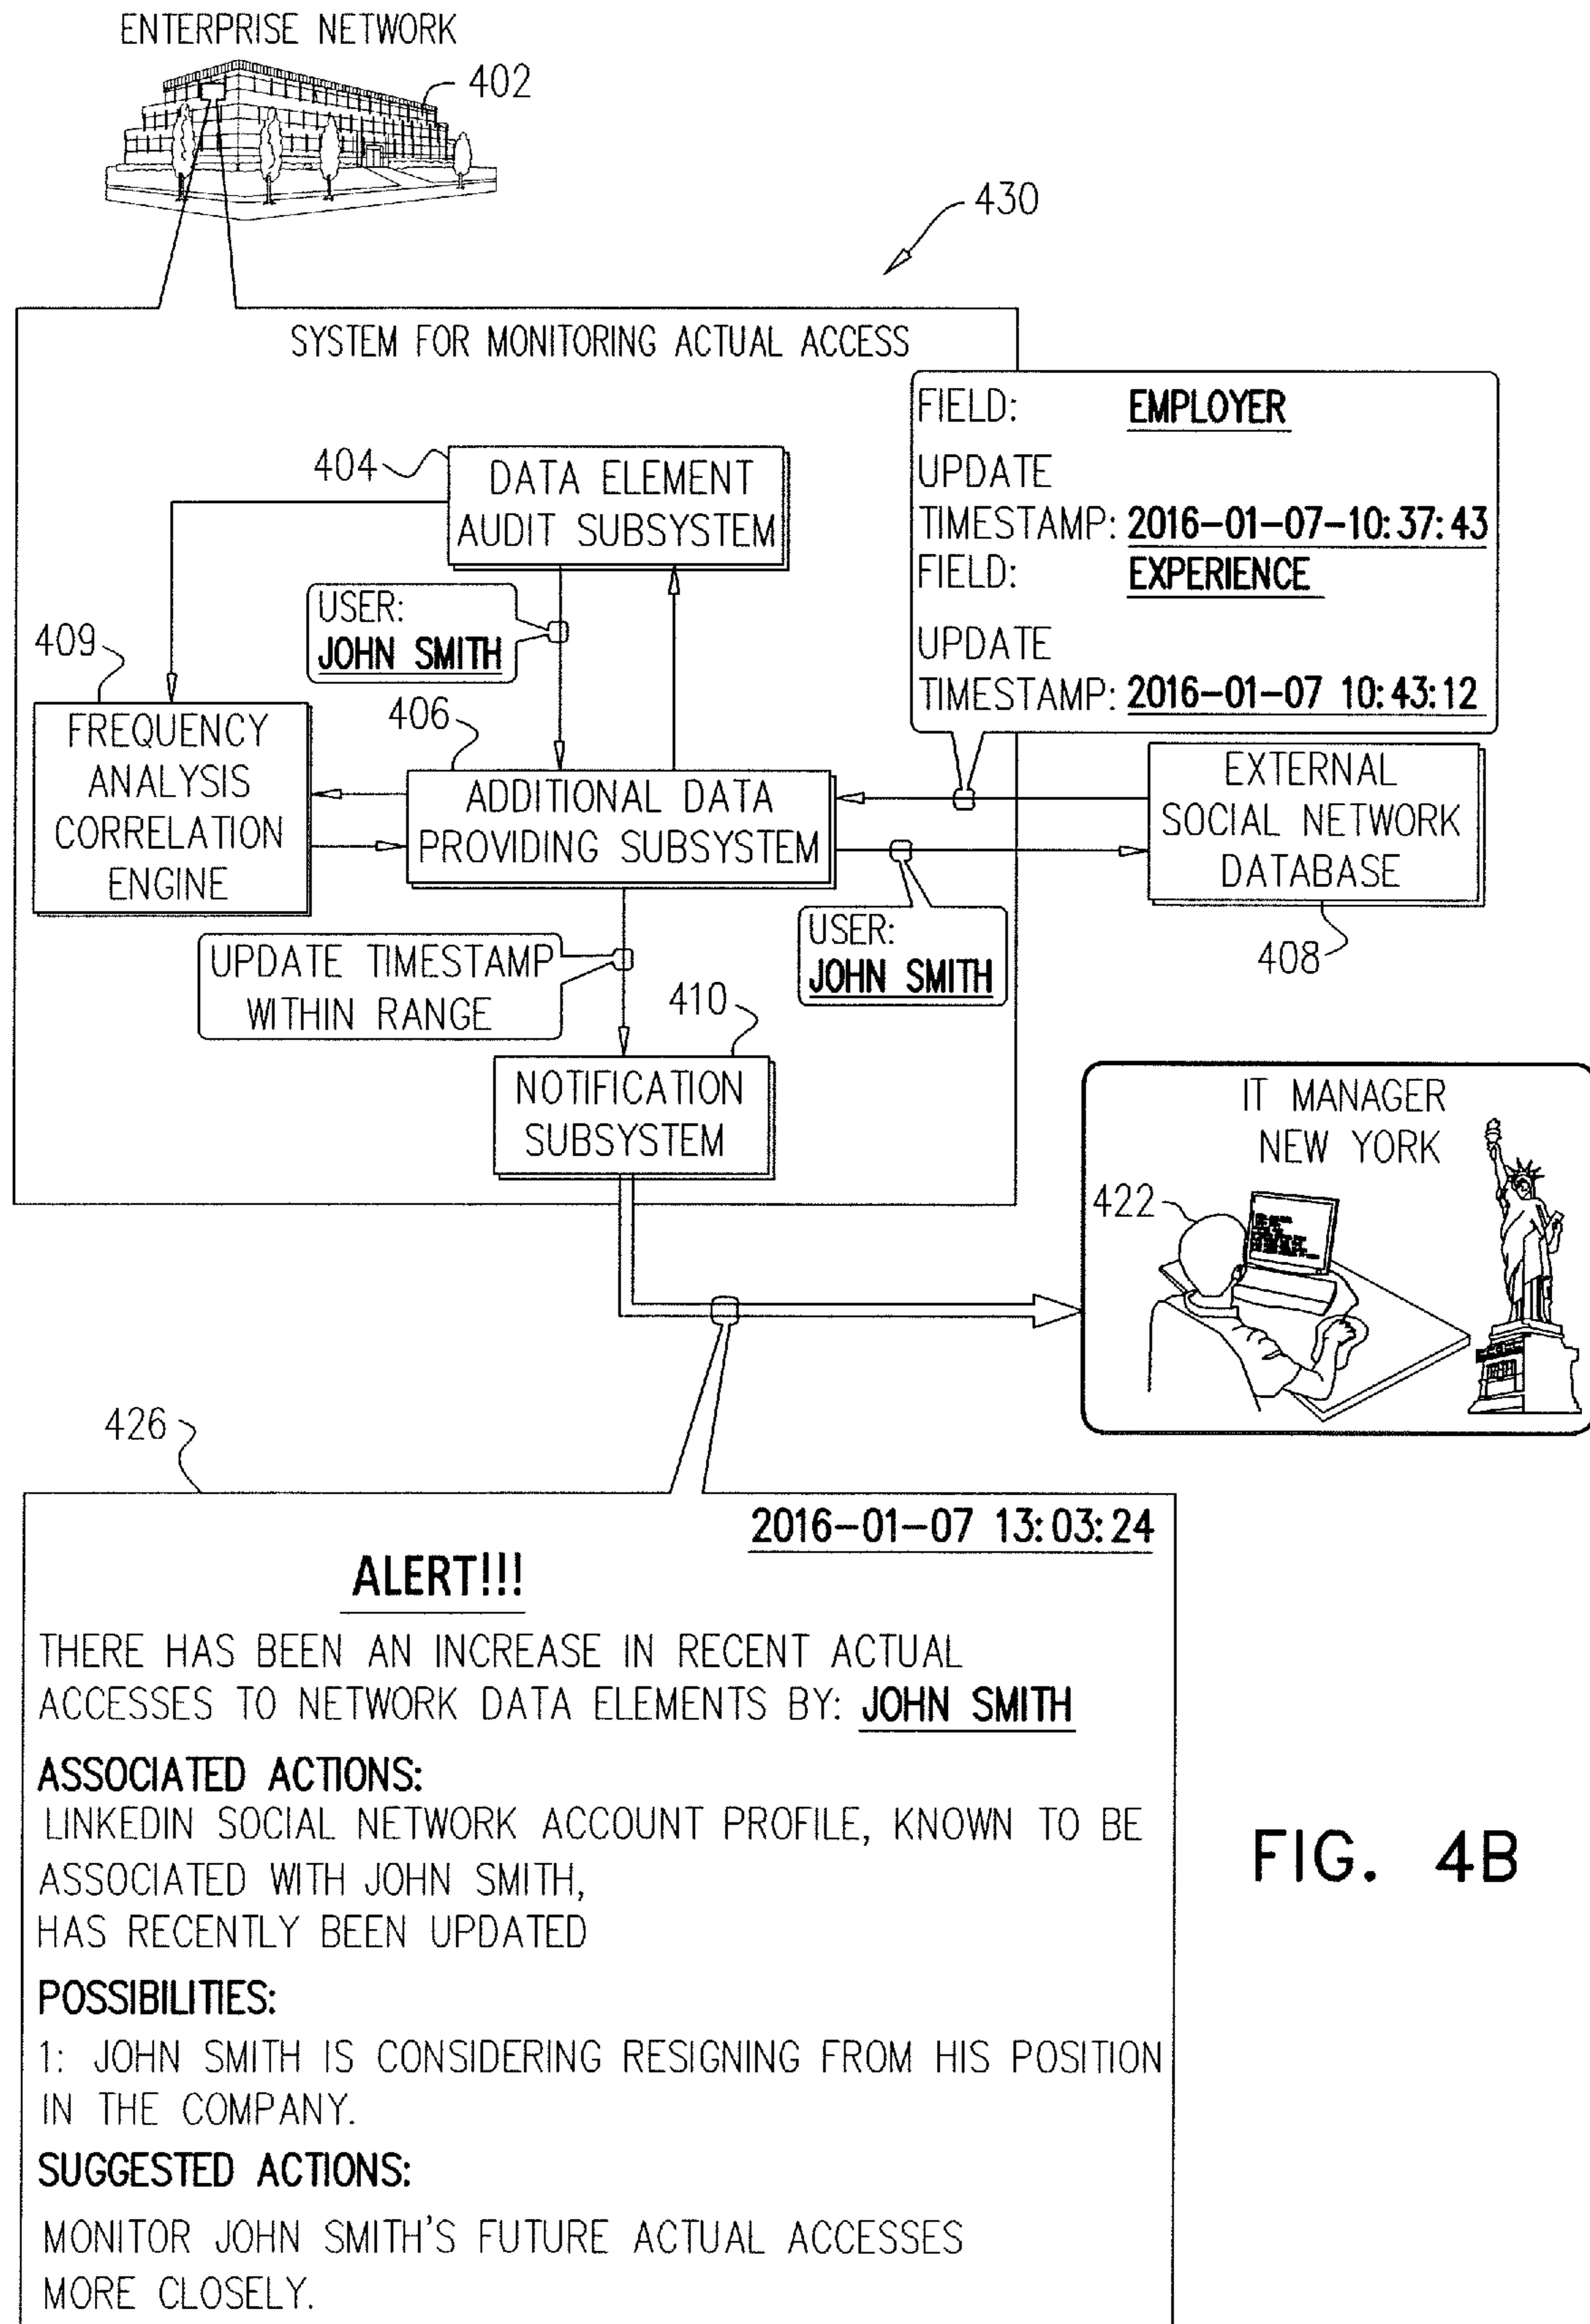 ENTERPRISE NETWORK
402
430
SYSTEM FOR MONITORING ACTUAL ACCESS
FIELD: EMPLOYER
UPDATE
TIMESTAMP: 2016-01-07-10:37:43
FIELD: EXPERIENCE
UPDATE
TIMESTAMP: 2016-01-07 10:43:12
404
DATA ELEMENT
AUDIT SUBSYSTEM
USER:
JOHN SMITH
409
FREQUENCY
ANALYSIS
CORRELATION
ENGINE
406
ADDITIONAL DATA
PROVIDING SUBSYSTEM
EXTERNAL
SOCIAL NETWORK
DATABASE
408
USER:
JOHN SMITH
UPDATE TIMESTAMP
WITHIN RANGE
410
NOTIFICATION
SUBSYSTEM
IT MANAGER
NEW YORK
422
426
2016-01-07 13:03:24
ALERT!!!
THERE HAS BEEN AN INCREASE IN RECENT ACTUAL
ACCESSES TO NETWORK DATA ELEMENTS BY: JOHN SMITH
ASSOCIATED ACTIONS:
LINKEDIN SOCIAL NETWORK ACCOUNT PROFILE, KNOWN TO BE
ASSOCIATED WITH JOHN SMITH,
HAS RECENTLY BEEN UPDATED
POSSIBILITIES:
1: JOHN SMITH IS CONSIDERING RESIGNING FROM HIS POSITION
IN THE COMPANY.
SUGGESTED ACTIONS:
MONITOR JOHN SMITH'S FUTURE ACTUAL ACCESSES
MORE CLOSELY.
FIG. 4B